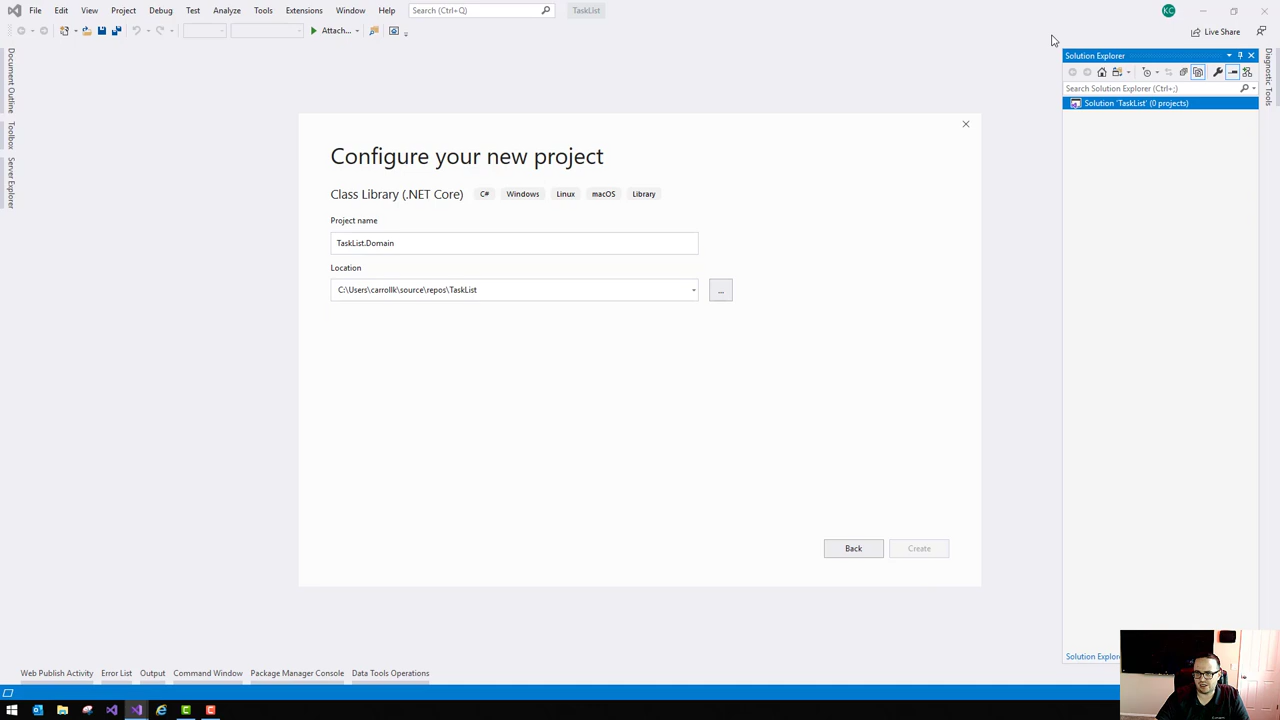 File Edit View Project Debug Test Analyze Tools Extensions Window Help Search (Ctrl+Q) TaskList KC
Attach... Live Share
Document Outline
Toolbox
Server Explorer
Solution Explorer
Search Solution Explorer (Ctrl+;)
Solution 'TaskList' (0 projects)
Diagnostic Tools
Configure your new project
Class Library (.NET Core) C# Windows Linux macOS Library
Project name
TaskList.Domain
Location
C:\Users\carrollk\source\repos\TaskList
...
Back Create
Solution Explore
Web Publish Activity Error List Output Command Window Package Manager Console Data Tools Operations